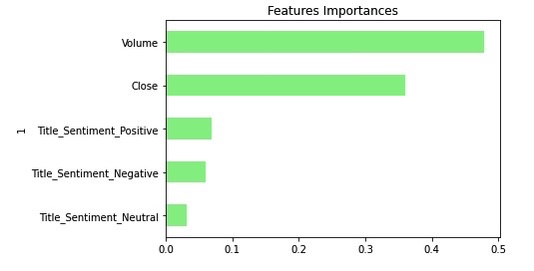 Features Importances
Volume
Close
Title_Sentiment_Positive
1
Title_Sentiment_Negative
Title_Sentiment_Neutral
0.0 0.1 0.2 0.3 0.4 0.5